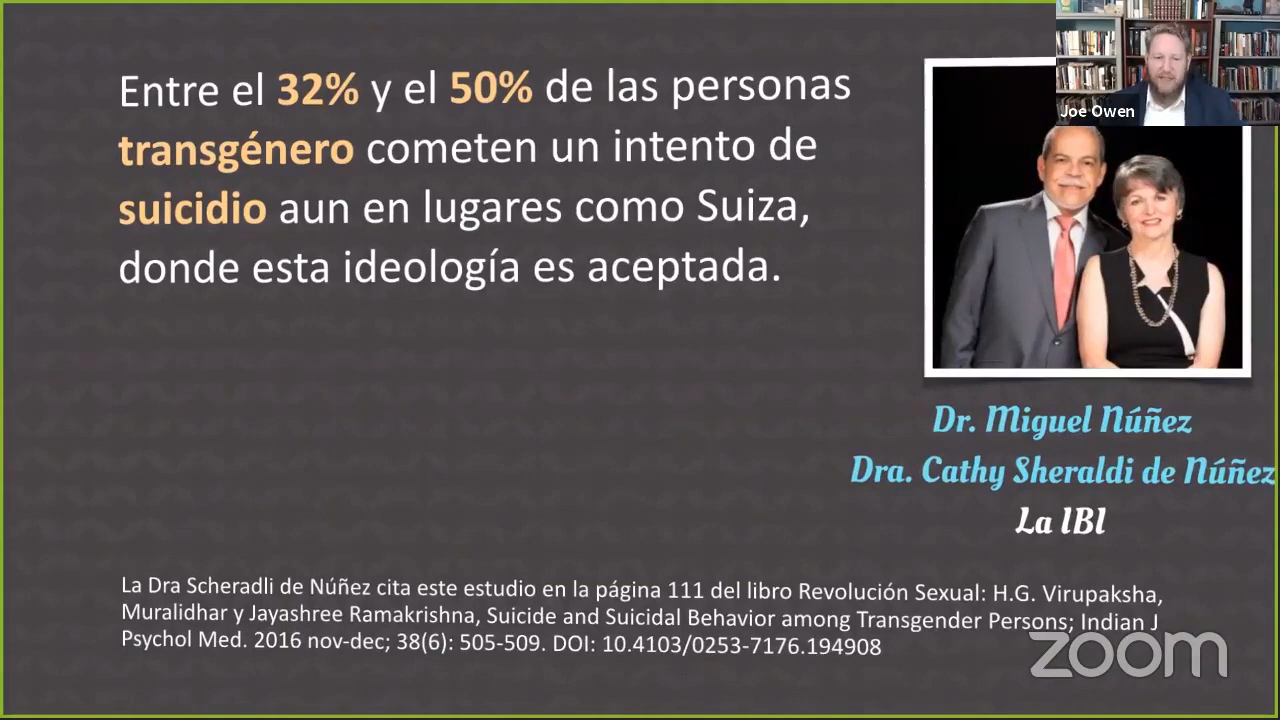 Joe Owen
Entre el 32% y el 50% de las personas
transgénero cometen un intento de
suicidio aun en lugares como Suiza,
donde esta ideología es aceptada.
Dr. Miguel Núñez
Dra. Cathy Sheraldi de Núñez
La IBI
La Dra Scheradli de Núñez cita este estudio en la página 111 del libro Revolución Sexual: H.G. Virupaksha,
Muralidhar y Jayashree Ramakrishna, Suicide and Suicidal Behavior among Transgender Persons; Indian J
Psychol Med. 2016 nov-dec; 38(6): 505-509. DOI: 10.4103/0253-7176.194908
zoom